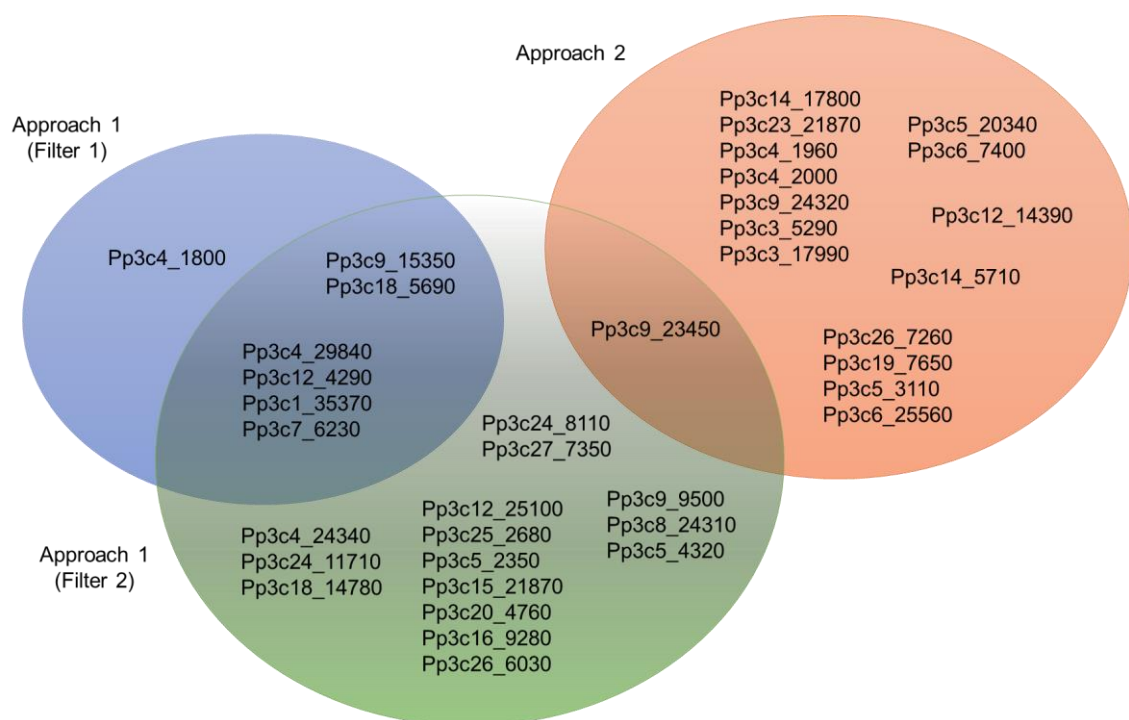 Approach 2
Approach 1
(Filter 1)
Pp3c14_17800
Pp3c23_21870
Pp3c4_1960
Pp3c4_2000
Pp3c9_24320
Pp3c3_5290
Pp3c3_17990
Pp3c5_20340
Pp3c6_7400
Pp3c12_14390
Pp3c14_5710
Pp3c26_7260
Pp3c19_7650
Pp3c5_3110
Pp3c6_25560
Pp3c4_1800
Pp3c9_15350
Pp3c18_5690
Pp3c4_29840
Pp3c12_4290
Pp3c1_35370
Pp3c7_6230
Pp3c9_23450
Pp3c24_8110
Pp3c27_7350
Approach 1
(Filter 2)
Pp3c4_24340
Pp3c24_11710
Pp3c18_14780
Pp3c12_25100
Pp3c25_2680
Pp3c5_2350
Pp3c15_21870
Pp3c20_4760
Pp3c16_9280
Pp3c26_6030
Pp3c9_9500
Pp3c8_24310
Pp3c5_4320